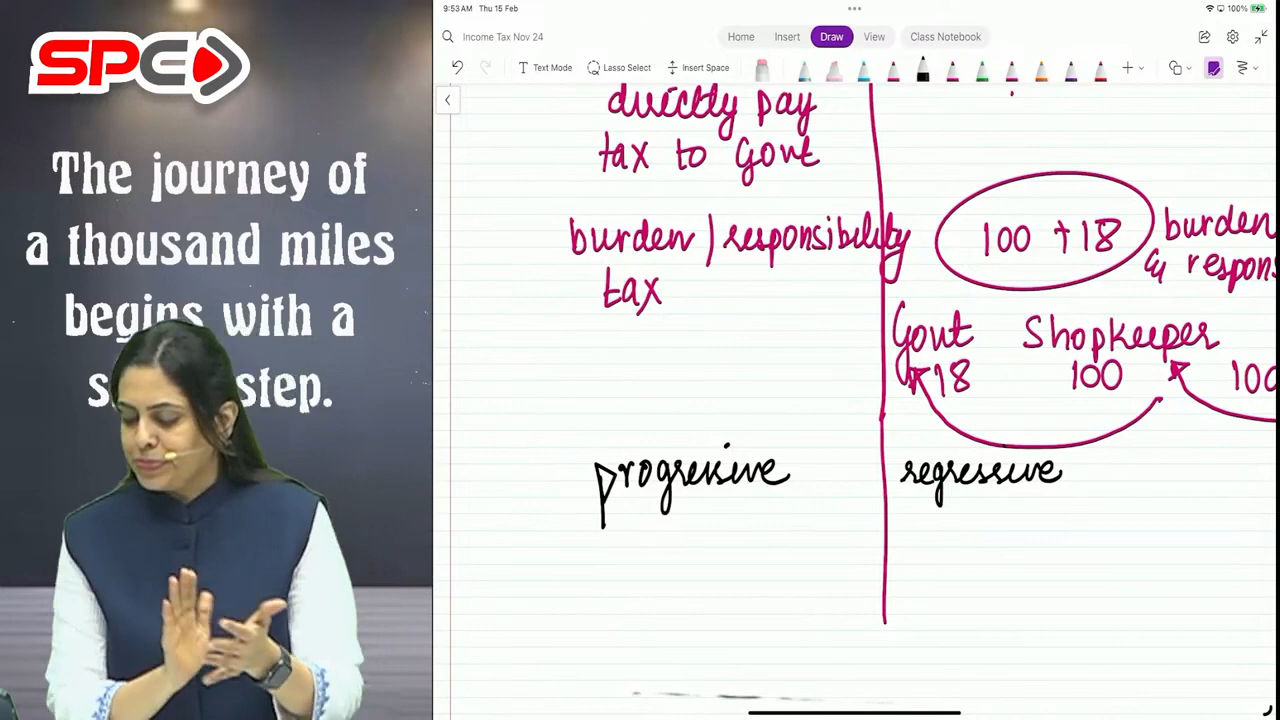 9:53 AM Thu 15 Feb
100%
SPC
The journey of
a thousand miles
begins with a
step.
Income Tax Nov 24
Home Insert Draw View Class Notebook
Text Mode Lasso Select Insert Space
directly pay
tax to Govt
burden / responsibility
tax
100 + 18
burden
& respons
Govt Shopkeeper
18 100 100
progressive regressive